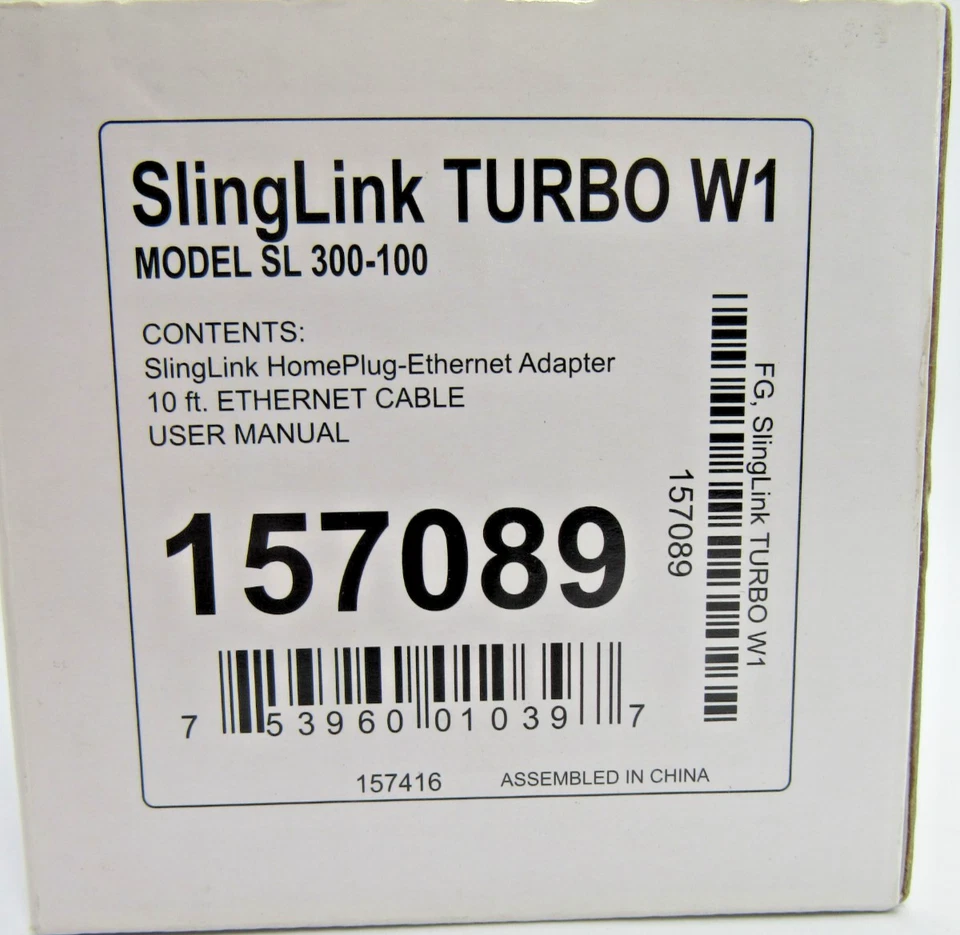 SlingLink TURBO W1
MODEL SL 300-100
CONTENTS:
SlingLink HomePlug-Ethernet Adapter
10 ft. ETHERNET CABLE
USER MANUAL
157089
7 53960 01039 7
157416 ASSEMBLED IN CHINA
FG, SlingLink TURBO W1
157089